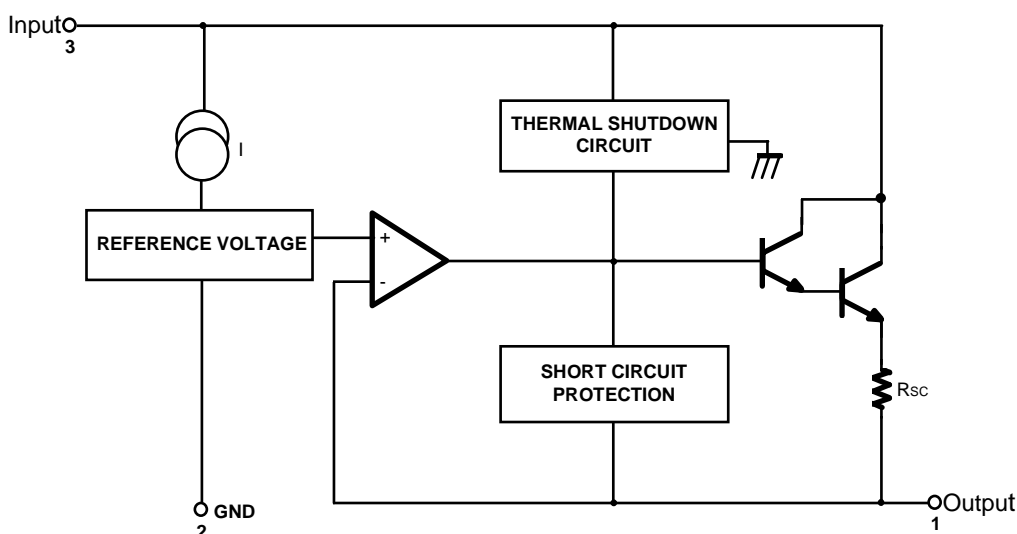 Input
3
THERMAL SHUTDOWN
CIRCUIT
I
REFERENCE VOLTAGE
+
-
SHORT CIRCUIT
PROTECTION
RSC
GND
2
Output
1